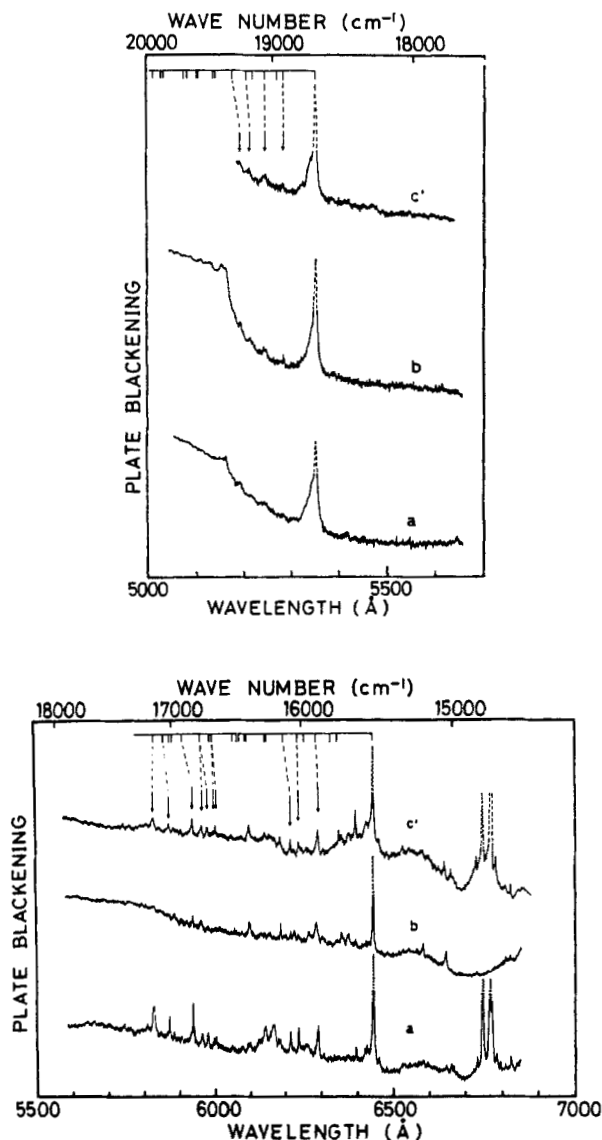 WAVE NUMBER (cm⁻¹)
20000 19000 18000
c'
b
a
PLATE BLACKENING
5000 5500
WAVELENGTH (Å)
WAVE NUMBER (cm⁻¹)
18000 17000 16000 15000
c'
b
a
PLATE BLACKENING
5500 6000 6500 7000
WAVELENGTH (Å)